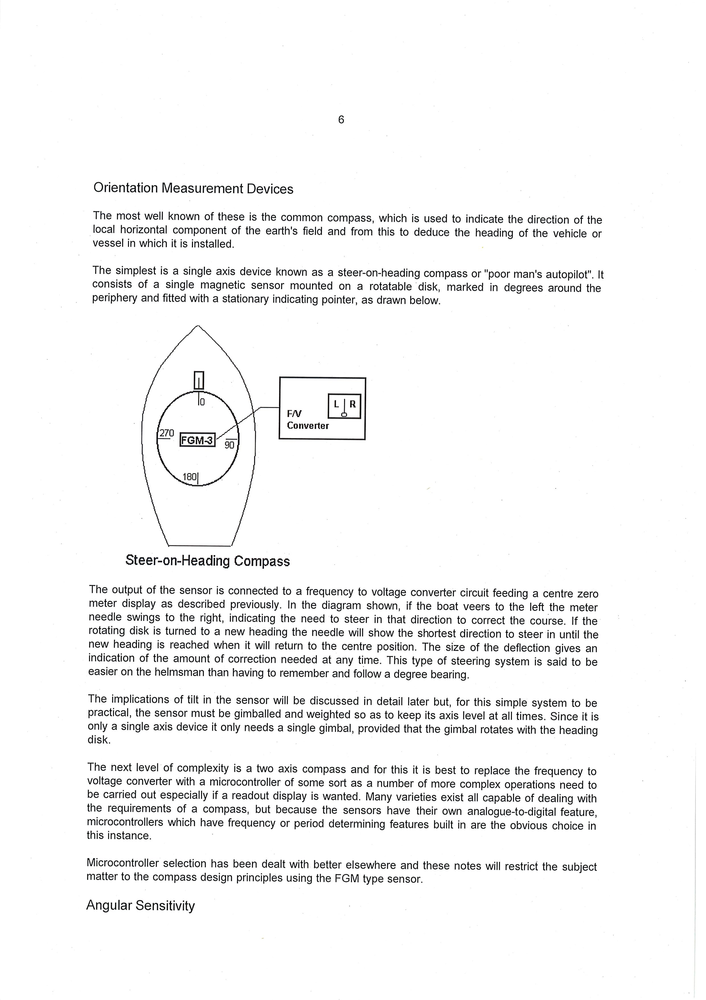 6
Orientation Measurement Devices
The most well known of these is the common compass, which is used to indicate the direction of the
local horizontal component of the earth's field and from this to deduce the heading of the vehicle or
vessel in which it is installed.
The simplest is a single axis device known as a steer-on-heading compass or "poor man's autopilot". It
consists of a single magnetic sensor mounted on a rotatable disk, marked in degrees around the
periphery and fitted with a stationary indicating pointer, as drawn below.
0
L R
F/V
Converter
270
FGM-3
90
180
Steer-on-Heading Compass
The output of the sensor is connected to a frequency to voltage converter circuit feeding a centre zero
meter display as described previously. In the diagram shown, if the boat veers to the left the meter
needle swings to the right, indicating the need to steer in that direction to correct the course. If the
rotating disk is turned to a new heading the needle will show the shortest direction to steer in until the
new heading is reached when it will return to the centre position. The size of the deflection gives an
indication of the amount of correction needed at any time. This type of steering system is said to be
easier on the helmsman than having to remember and follow a degree bearing.
The implications of tilt in the sensor will be discussed in detail later but, for this simple system to be
practical, the sensor must be gimballed and weighted so as to keep its axis level at all times. Since it is
only a single axis device it only needs a single gimbal, provided that the gimbal rotates with the heading
disk.
The next level of complexity is a two axis compass and for this it is best to replace the frequency to
voltage converter with a microcontroller of some sort as a number of more complex operations need to
be carried out especially if a readout display is wanted. Many varieties exist all capable of dealing with
the requirements of a compass, but because the sensors have their own analogue-to-digital feature,
microcontrollers which have frequency or period determining features built in are the obvious choice in
this instance.
Microcontroller selection has been dealt with better elsewhere and these notes will restrict the subject
matter to the compass design principles using the FGM type sensor.
Angular Sensitivity